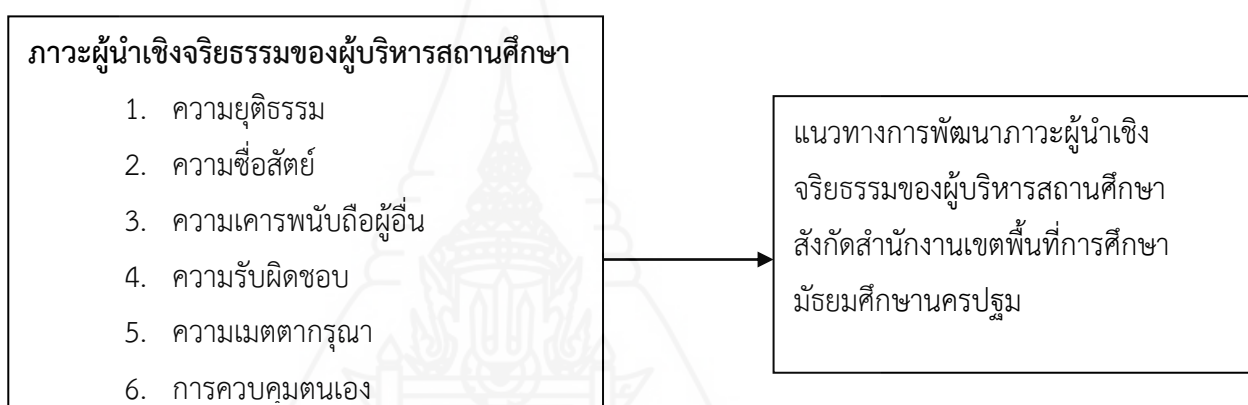 ภาวะผู้นำเชิงจริยธรรมของผู้บริหารสถานศึกษา
1. ความยุติธรรม
2. ความซื่อสัตย์
3. ความเคารพนับถือผู้อื่น
4. ความรับผิดชอบ
5. ความเมตตากรุณา
6. การควบคุมตนเอง
แนวทางการพัฒนาภาวะผู้นำเชิง
จริยธรรมของผู้บริหารสถานศึกษา
สังกัดสำนักงานเขตพื้นที่การศึกษา
มัธยมศึกษานครปฐม